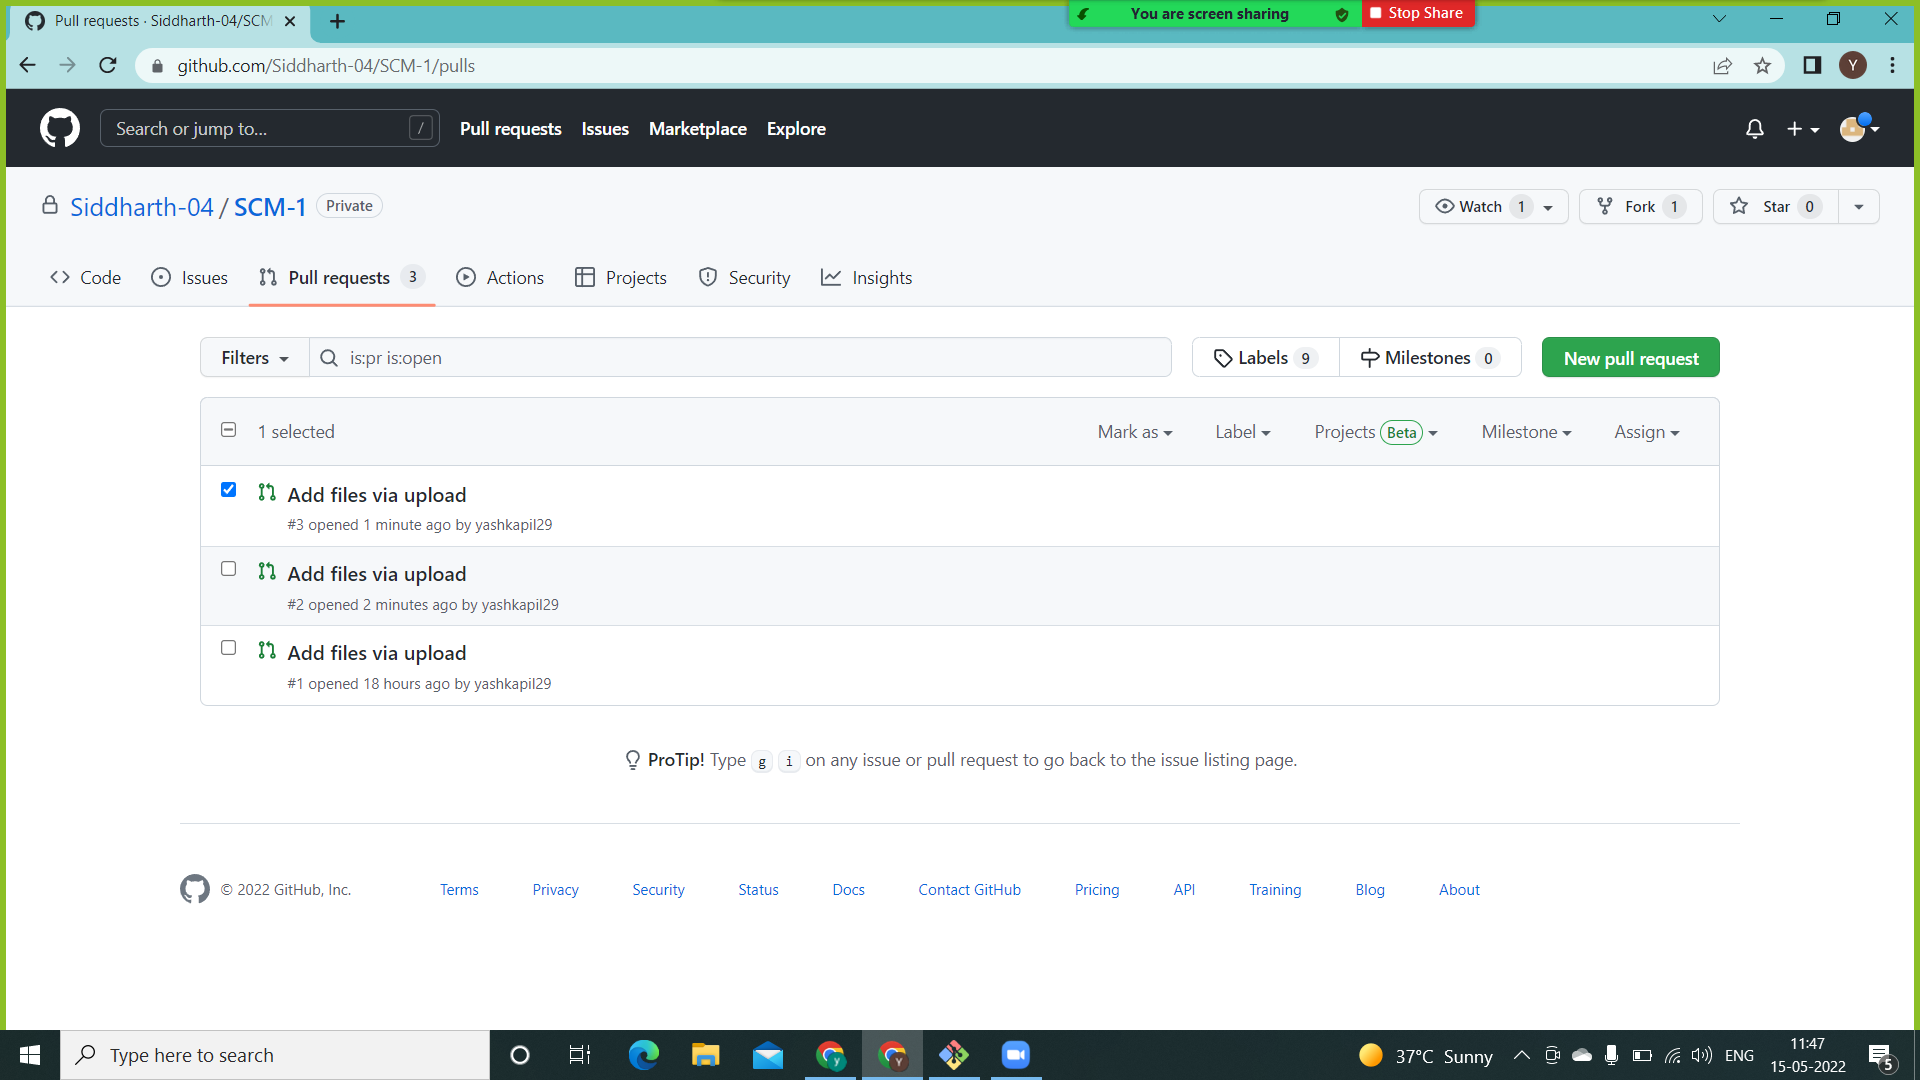 Pull requests · Siddharth-04/SCM
You are screen sharing
Stop Share
github.com/Siddharth-04/SCM-1/pulls
Y
Search or jump to... /
Pull requests Issues Marketplace Explore
Siddharth-04 / SCM-1 Private
Watch 1 Fork 1 Star 0
Code Issues Pull requests 3 Actions Projects Security Insights
Filters is:pr is:open Labels 9 Milestones 0 New pull request
1 selected Mark as Label Projects Beta Milestone Assign
Add files via upload
#3 opened 1 minute ago by yashkapil29
Add files via upload
#2 opened 2 minutes ago by yashkapil29
Add files via upload
#1 opened 18 hours ago by yashkapil29
ProTip! Type g i on any issue or pull request to go back to the issue listing page.
© 2022 GitHub, Inc. Terms Privacy Security Status Docs Contact GitHub Pricing API Training Blog About
Type here to search
y
Y
37°C Sunny
ENG
11:47
15-05-2022
5